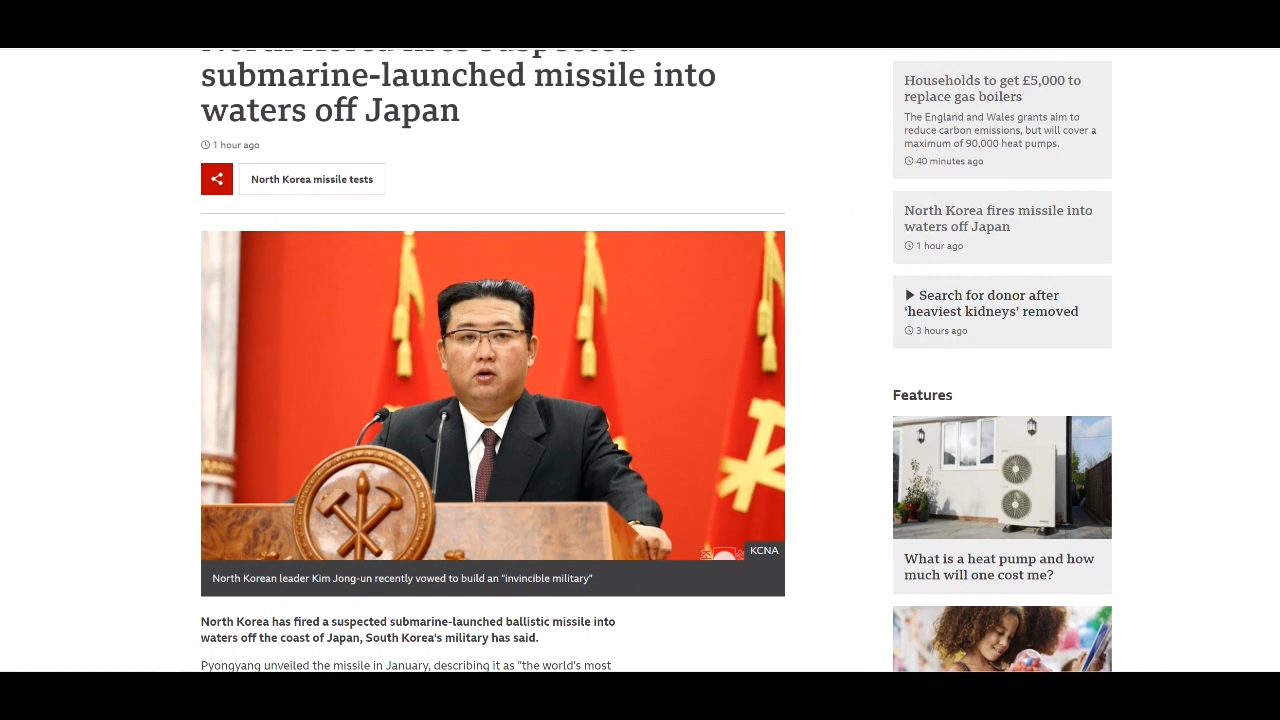 North Korea fires suspected
submarine-launched missile into
waters off Japan
1 hour ago
North Korea missile tests
KCNA
North Korean leader Kim Jong-un recently vowed to build an "invincible military"
North Korea has fired a suspected submarine-launched ballistic missile into
waters off the coast of Japan, South Korea's military has said.
Pyongyang unveiled the missile in January, describing it as "the world's most
Households to get £5,000 to
replace gas boilers
The England and Wales grants aim to
reduce carbon emissions, but will cover a
maximum of 90,000 heat pumps.
40 minutes ago
North Korea fires missile into
waters off Japan
1 hour ago
Search for donor after
‘heaviest kidneys’ removed
3 hours ago
Features
What is a heat pump and how
much will one cost me?